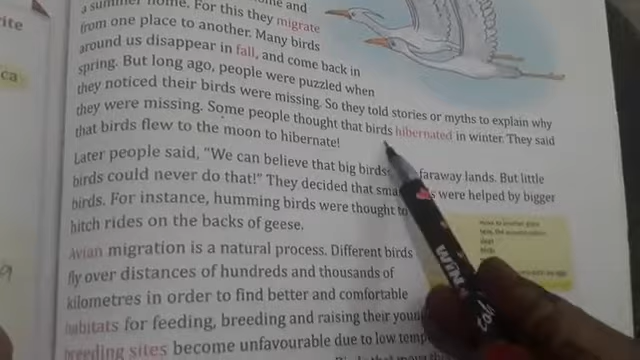 a summer home. For this they migrate
from one place to another. Many birds
around us disappear in fall, and come back in
spring. But long ago, people were puzzled when
they noticed their birds were missing. So they told stories or myths to explain why
they were missing. Some people thought that birds hibernated in winter. They said
that birds flew to the moon to hibernate!
Later people said, "We can believe that big birds faraway lands. But little
birds could never do that!" They decided that were helped by bigger
birds. For instance, humming birds were thought to
hitch rides on the backs of geese.
Avian migration is a natural process. Different birds
fly over distances of hundreds and thousands of
kilometres in order to find better and comfortable
habitats for feeding, breeding and raising their
breeding sites become unfavourable due to low
WIN